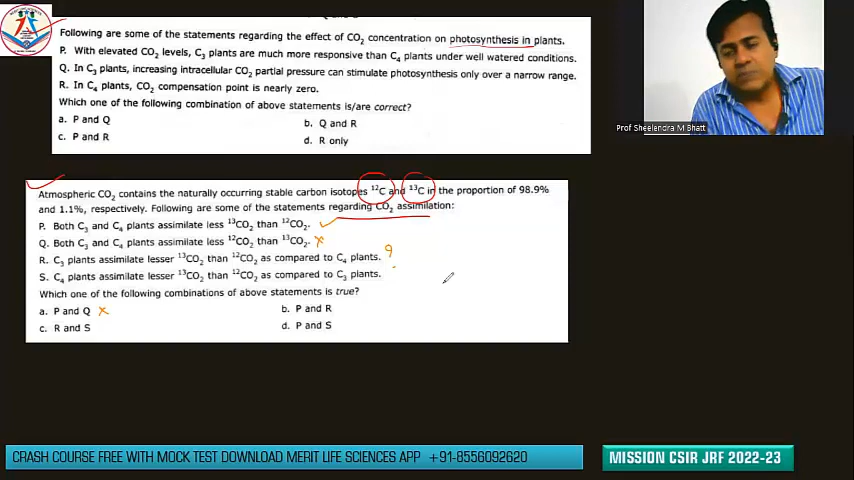 Following are some of the statements regarding the effect of CO₂ concentration on photosynthesis in plants.
P. With elevated CO₂ levels, C₃ plants are much more responsive than C₄ plants under well watered conditions.
Q. In C₃ plants, increasing intracellular CO₂ partial pressure can stimulate photosynthesis only over a narrow range.
R. In C₄ plants, CO₂ compensation point is nearly zero.
Which one of the following combination of above statements is/are correct?
a. P and Q
b. Q and R
c. P and R
d. R only
Prof Sheelendra M Bhatt
Atmospheric CO₂ contains the naturally occurring stable carbon isotopes ¹²C and ¹³C in the proportion of 98.9%
and 1.1%, respectively. Following are some of the statements regarding CO₂ assimilation:
P. Both C₃ and C₄ plants assimilate less ¹³CO₂ than ¹²CO₂.
Q. Both C₃ and C₄ plants assimilate less ¹²CO₂ than ¹³CO₂.
R. C₃ plants assimilate lesser ¹³CO₂ than ¹²CO₂ as compared to C₄ plants. ?
S. C₄ plants assimilate lesser ¹³CO₂ than ¹²CO₂ as compared to C₃ plants.
Which one of the following combinations of above statements is true?
a. P and Q
b. P and R
c. R and S
d. P and S
CRASH COURSE FREE WITH MOCK TEST DOWNLOAD MERIT LIFE SCIENCES APP +91-8556092620
MISSION CSIR JRF 2022-23